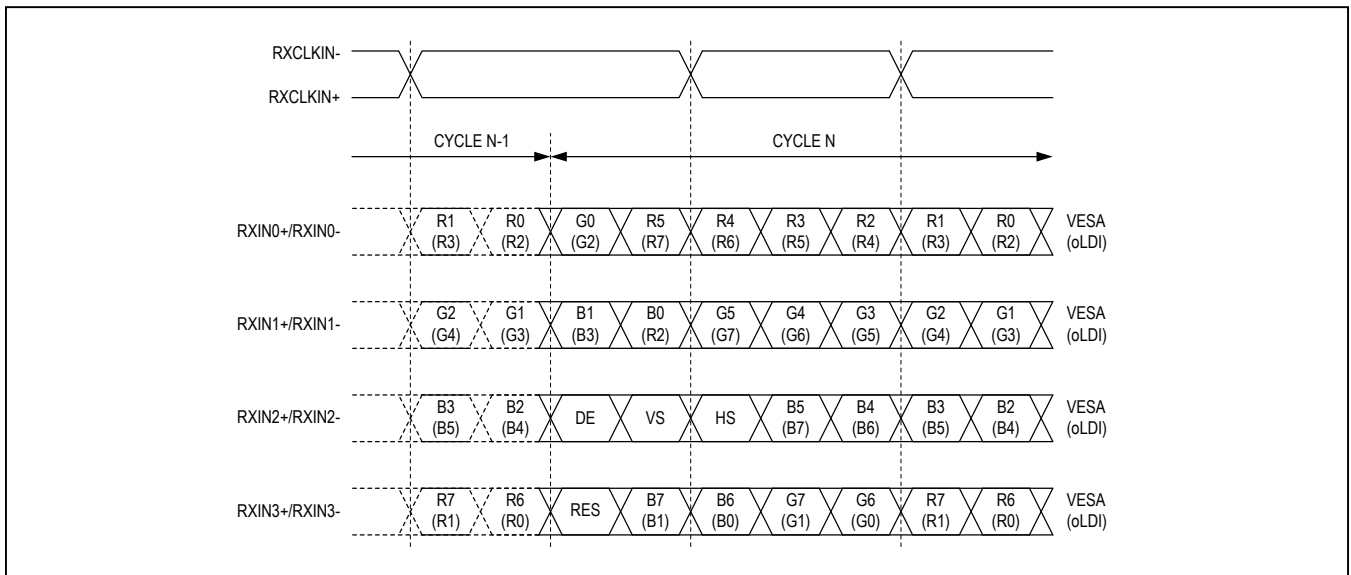 RXCLKIN-
RXCLKIN+
CYCLE N-1 CYCLE N
R1 R0 G0 R5 R4 R3 R2 R1 R0 VESA
RXIN0+/RXIN0-
(R3) (R2) (G2) (R7) (R6) (R5) (R4) (R3) (R2) (oLDI)
G2 G1 B1 B0 G5 G4 G3 G2 G1 VESA
RXIN1+/RXIN1-
(G4) (G3) (B3) (R2) (G7) (G6) (G5) (G4) (G3) (oLDI)
B3 B2 B5 B4 B3 B2 VESA
RXIN2+/RXIN2- DE VS HS
(B5) (B4) (B7) (B6) (B5) (B4) (oLDI)
R7 R6 B7 B6 G7 G6 R7 R6 VESA
RXIN3+/RXIN3- RES
(R1) (R0) (B1) (B0) (G1) (G0) (R1) (R0) (oLDI)